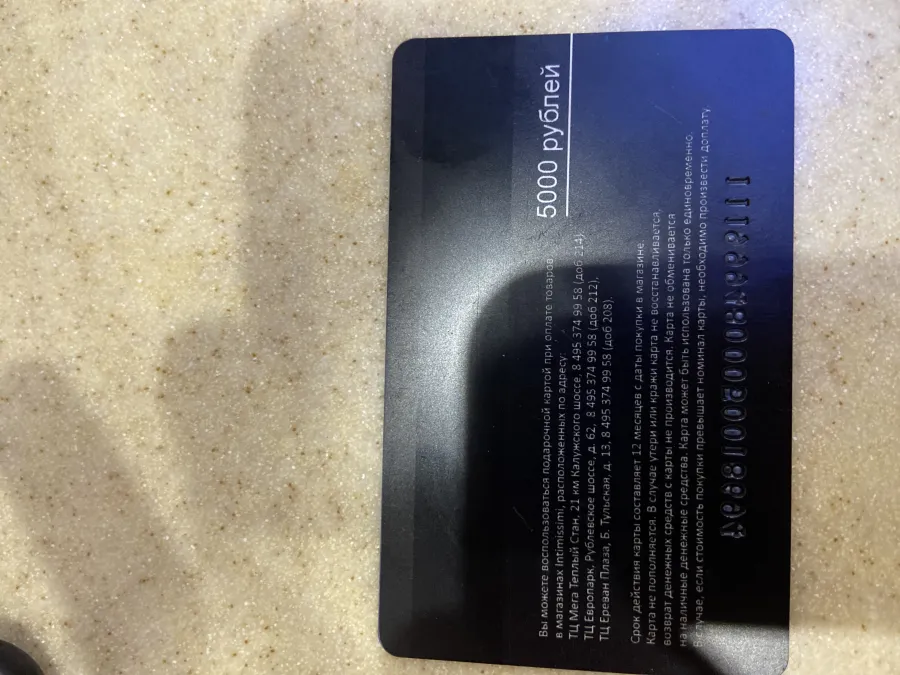 5000 рублей
Вы можете воспользоваться подарочной картой при оплате товаров
в магазинах Intimissimi, расположенных по адресу:
ТЦ Мега Теплый Стан, 21 км Калужского шоссе, 8 495 374 99 58 (доб 214).
ТЦ Европарк, Рублевское шоссе, д. 62, 8 495 374 99 58 (доб 212).
ТЦ Ереван Плаза, Б. Тульская, д. 13, 8 495 374 99 58 (доб 208).
Срок действия карты составляет 12 месяцев с даты покупки в магазине.
Карта не пополняется. В случае утери или кражи карта не восстанавливается,
возврат денежных средств с карты не производится. Карта не обменивается
на наличные денежные средства. Карта может быть использована только единовременно.
В случае, если стоимость покупки превышает номинал карты, необходимо произвести доплату.